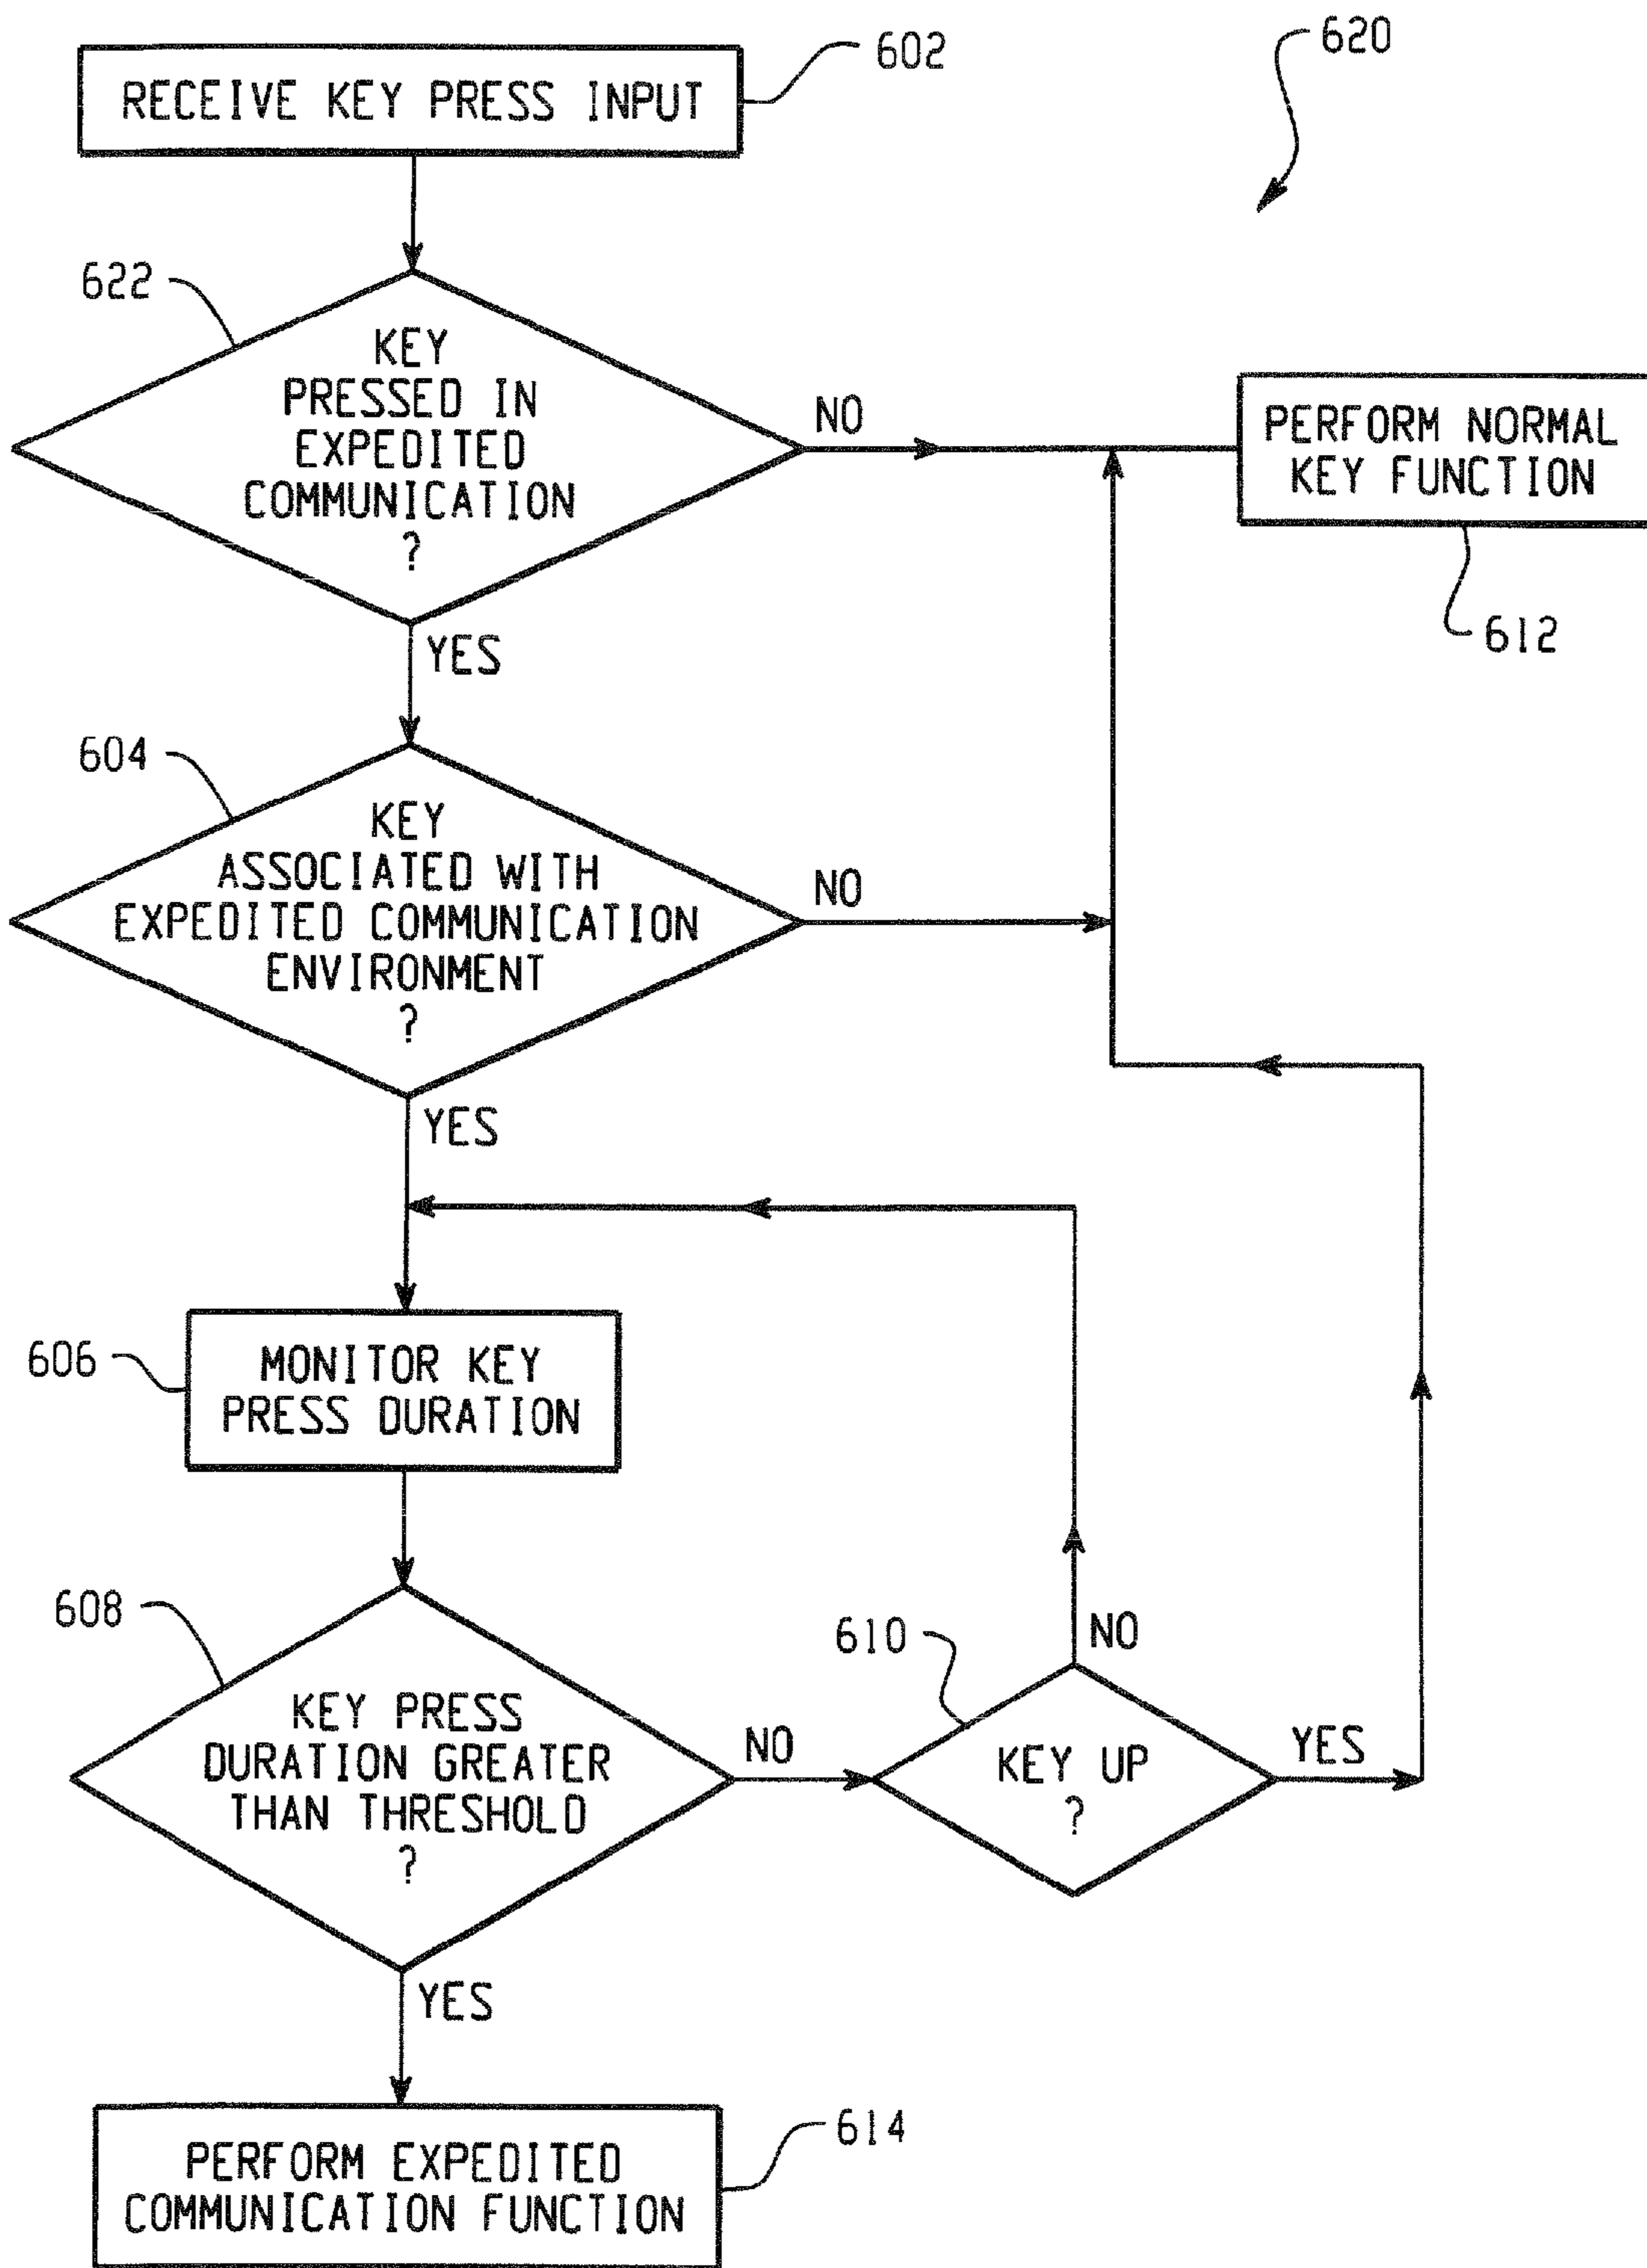 620
602
RECEIVE KEY PRESS INPUT
622
KEY
PRESSED IN
EXPEDITED
COMMUNICATION
?
NO
YES
PERFORM NORMAL
KEY FUNCTION
612
604
KEY
ASSOCIATED WITH
EXPEDITED COMMUNICATION
ENVIRONMENT
?
NO
YES
606
MONITOR KEY
PRESS DURATION
608
KEY PRESS
DURATION GREATER
THAN THRESHOLD
?
NO
YES
610
KEY UP
?
NO
YES
614
PERFORM EXPEDITED
COMMUNICATION FUNCTION